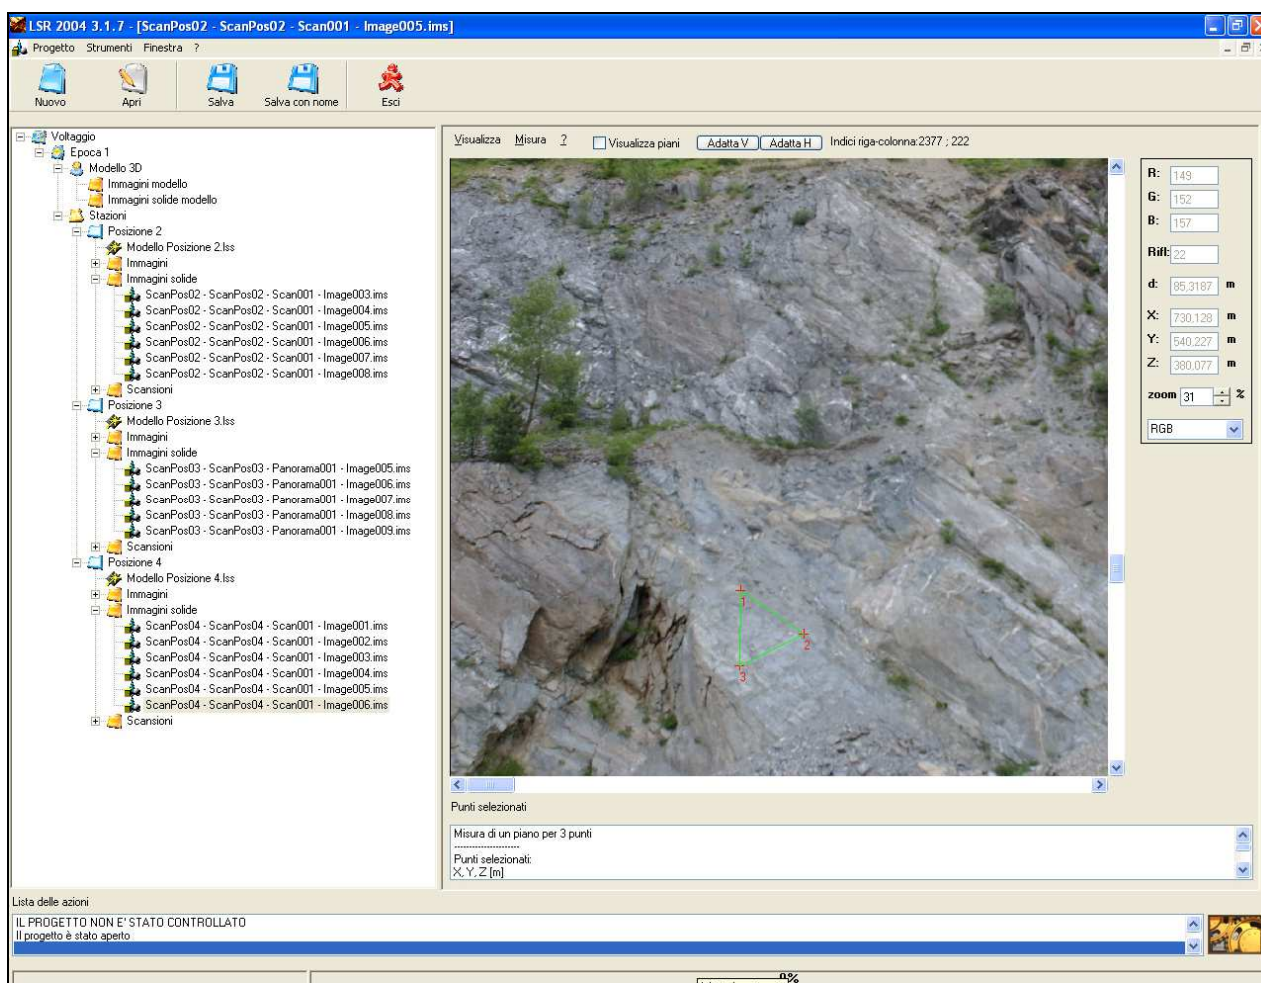 LSR 2004 3.1.7 - [ScanPos02 - ScanPos02 - Scan001 - Image005.ims]
Progetto Strumenti Finestra ?
Nuovo Apri Salva Salva con nome Esci
Voltaggio
Epoca 1
Modello 3D
Immagini modello
Immagini solide modello
Stazioni
Posizione 2
Modello Posizione 2.lss
Immagini
Immagini solide
ScanPos02 - ScanPos02 - Scan001 - Image003.ims
ScanPos02 - ScanPos02 - Scan001 - Image004.ims
ScanPos02 - ScanPos02 - Scan001 - Image005.ims
ScanPos02 - ScanPos02 - Scan001 - Image006.ims
ScanPos02 - ScanPos02 - Scan001 - Image007.ims
ScanPos02 - ScanPos02 - Scan001 - Image008.ims
Scansioni
Posizione 3
Modello Posizione 3.lss
Immagini
Immagini solide
ScanPos03 - ScanPos03 - Panorama001 - Image005.ims
ScanPos03 - ScanPos03 - Panorama001 - Image006.ims
ScanPos03 - ScanPos03 - Panorama001 - Image007.ims
ScanPos03 - ScanPos03 - Panorama001 - Image008.ims
ScanPos03 - ScanPos03 - Panorama001 - Image009.ims
Scansioni
Posizione 4
Modello Posizione 4.lss
Immagini
Immagini solide
ScanPos04 - ScanPos04 - Scan001 - Image001.ims
ScanPos04 - ScanPos04 - Scan001 - Image002.ims
ScanPos04 - ScanPos04 - Scan001 - Image003.ims
ScanPos04 - ScanPos04 - Scan001 - Image004.ims
ScanPos04 - ScanPos04 - Scan001 - Image005.ims
ScanPos04 - ScanPos04 - Scan001 - Image006.ims
Scansioni
Visualizza Misura ? Visualizza piani Adatta V Adatta H Indici riga-colonna:2377 ; 222
1
2
3
R: 149
G: 152
B: 157
Rifl: 22
d: 85,3187 m
X: 730,128 m
Y: 540,227 m
Z: 380,077 m
zoom 31 %
RGB
Punti selezionati
Misura di un piano per 3 punti
----------------------
Punti selezionati:
X, Y, Z [m]
Lista delle azioni
IL PROGETTO NON E' STATO CONTROLLATO
Il progetto è stato aperto
0%